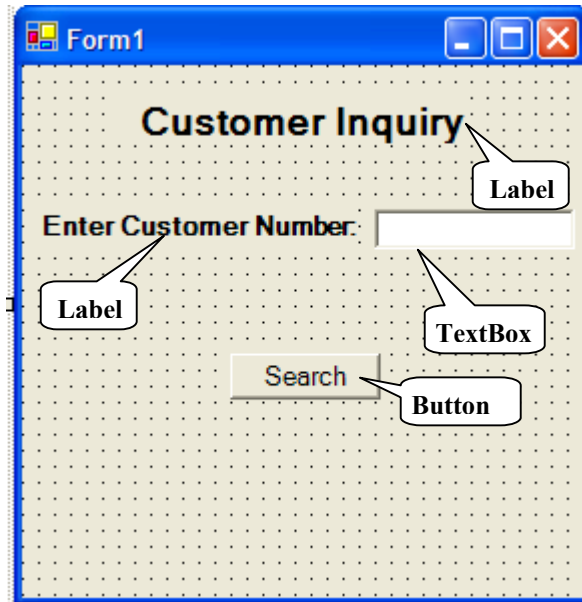 Form1
Customer Inquiry
Label
Enter Customer Number:
Label
TextBox
Search
Button